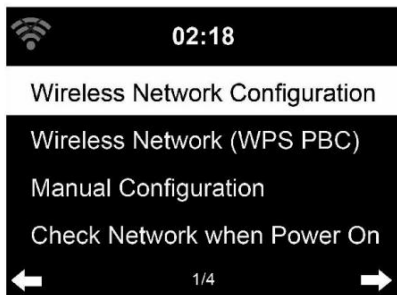 02:18
Wireless Network Configuration
Wireless Network (WPS PBC)
Manual Configuration
Check Network when Power On
1/4